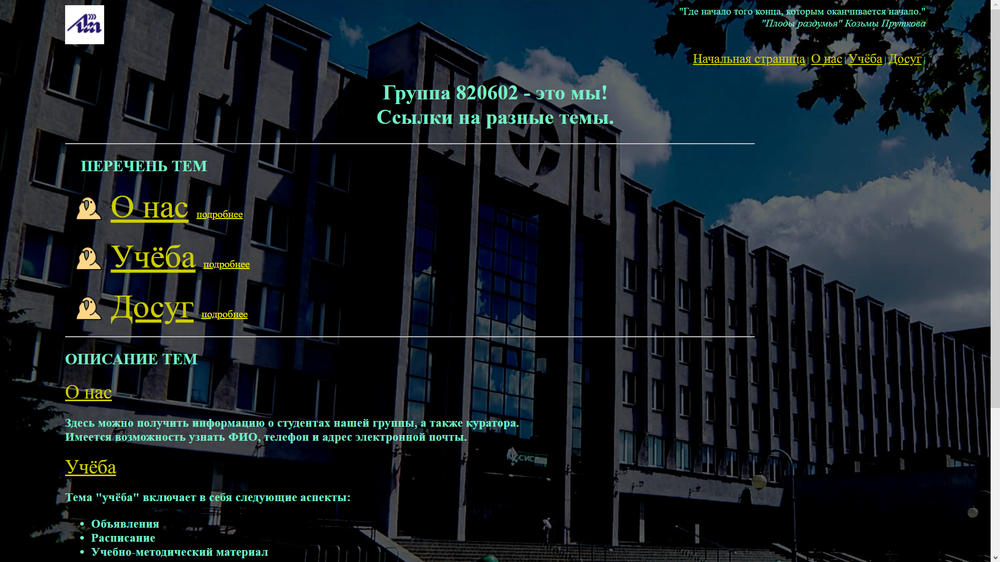 "Где начало того конца, которым оканчивается начало."
"Плоды раздумья" Козьмы Пруткова
Начальная страница | О нас | Учёба | Досуг |
Группа 820602 - это мы!
Ссылки на разные темы.
ПЕРЕЧЕНЬ ТЕМ
О нас подробнее
Учёба подробнее
Досуг подробнее
ОПИСАНИЕ ТЕМ
О нас
Здесь можно получить информацию о студентах нашей группы, а также куратора.
Имеется возможность узнать ФИО, телефон и адрес электронной почты.
Учёба
Тема "учёба" включает в себя следующие аспекты:
• Объявления
• Расписание
• Учебно-методический материал